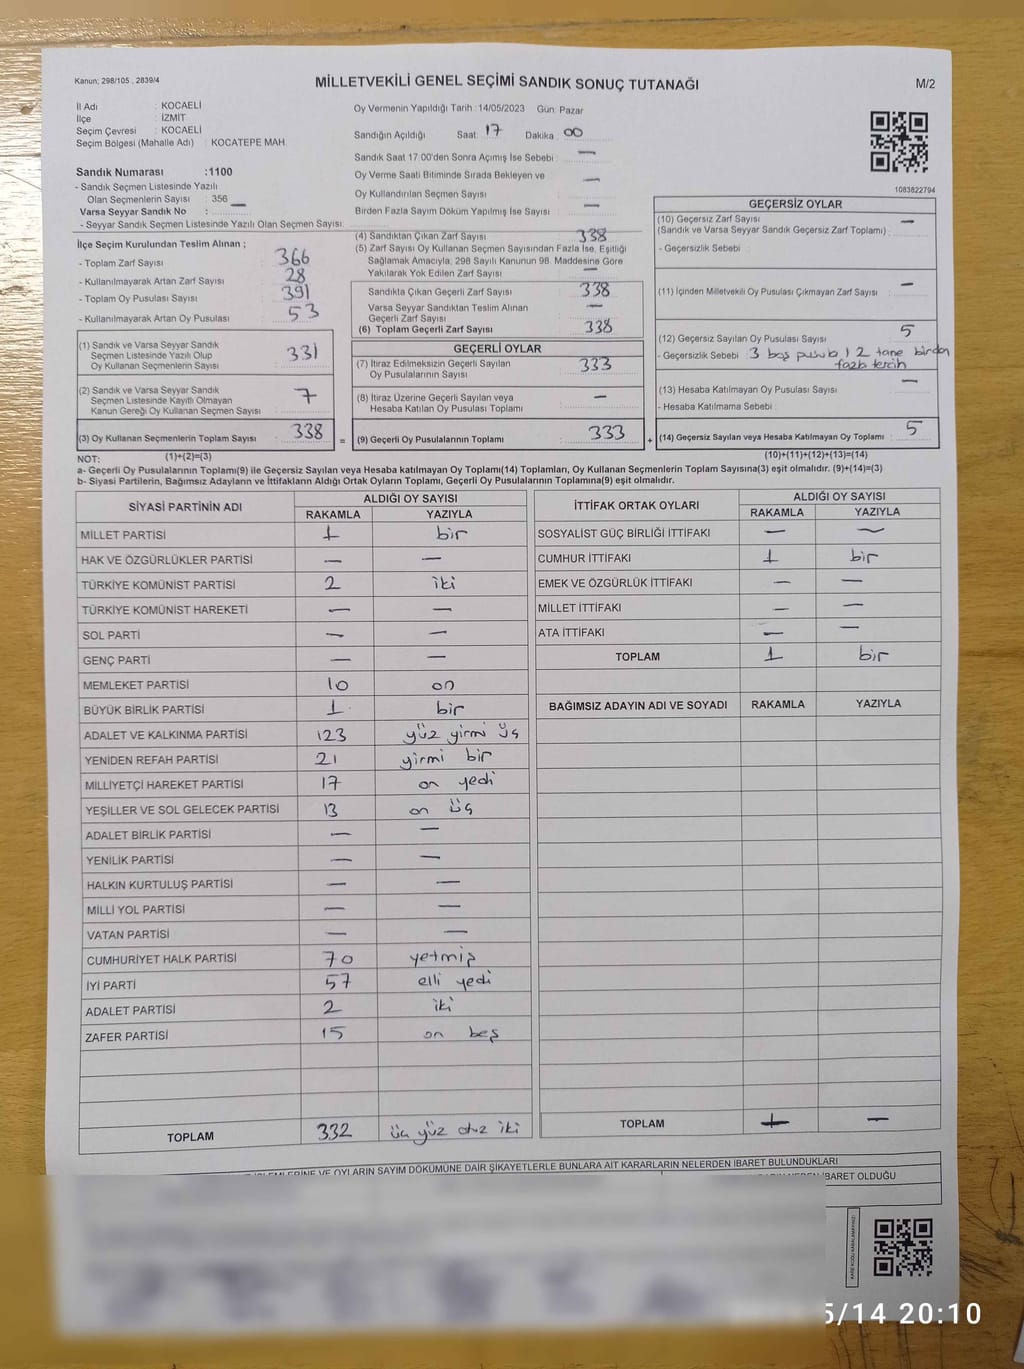 Kanun; 298/105 , 2839/4
MİLLETVEKİLİ GENEL SEÇİMİ SANDIK SONUÇ TUTANAĞI
M/2
İl Adı : KOCAELİ
İlçe : İZMİT
Seçim Çevresi : KOCAELİ
Seçim Bölgesi (Mahalle Adı) : KOCATEPE MAH.
Sandık Numarası :1100
- Sandık Seçmen Listesinde Yazılı
Olan Seçmenlerin Sayısı : 356 —
Varsa Seyyar Sandık No :
- Seyyar Sandık Seçmen Listesinde Yazılı Olan Seçmen Sayısı:
Oy Vermenin Yapıldığı Tarih : 14/05/2023 Gün: Pazar
Sandığın Açıldığı Saat: 17 Dakika : 00
Sandık Saat 17:00'den Sonra Açımış İse Sebebi : —
Oy Verme Saati Bitiminde Sırada Bekleyen ve
Oy Kullandırılan Seçmen Sayısı —
Birden Fazla Sayım Döküm Yapılmış İse Sayısı —
1083822794
İlçe Seçim Kurulundan Teslim Alınan ;
- Toplam Zarf Sayısı : 366
- Kullanılmayarak Artan Zarf Sayısı : 28
- Toplam Oy Pusulası Sayısı : 391
- Kullanılmayarak Artan Oy Pusulası : 53
(1) Sandık ve Varsa Seyyar Sandık
Seçmen Listesinde Yazılı Olup
Oy Kullanan Seçmenlerin Sayısı : 331
(2) Sandık ve Varsa Seyyar Sandık
Seçmen Listesinde Kayıtlı Olmayan
Kanun Gereği Oy Kullanan Seçmen Sayısı : 7
(3) Oy Kullanan Seçmenlerin Toplam Sayısı : 338 =
(4) Sandıktan Çıkan Zarf Sayısı : 338
(5) Zarf Sayısı Oy Kullanan Seçmen Sayısından Fazla İse, Eşitliği
Sağlamak Amacıyla, 298 Sayılı Kanunun 98. Maddesine Göre
Yakılarak Yok Edilen Zarf Sayısı : —
Sandıkta Çıkan Geçerli Zarf Sayısı : 338
Varsa Seyyar Sandıktan Teslim Alınan
Geçerli Zarf Sayısı : —
(6) Toplam Geçerli Zarf Sayısı : 338
GEÇERLİ OYLAR
(7) İtiraz Edilmeksizin Geçerli Sayılan
Oy Pusulalarının Sayısı : 333
(8) İtiraz Üzerine Geçerli Sayılan veya
Hesaba Katılan Oy Pusulası Toplamı : —
(9) Geçerli Oy Pusulalarının Toplamı : 333 +
GEÇERSİZ OYLAR
(10) Geçersiz Zarf Sayısı
(Sandık ve Varsa Seyyar Sandık Geçersiz Zarf Toplamı) : —
- Geçersizlik Sebebi :
(11) İçinden Milletvekili Oy Pusulası Çıkmayan Zarf Sayısı : —
(12) Geçersiz Sayılan Oy Pusulası Sayısı : 5
- Geçersizlik Sebebi : 3 boş pusula 2 tane birden
fazla tercih
(13) Hesaba Katılmayan Oy Pusulası Sayısı : —
- Hesaba Katılmama Sebebi :
(14) Geçersiz Sayılan veya Hesaba Katılmayan Oy Toplamı : 5
NOT: (1)+(2)=(3)
(10)+(11)+(12)+(13)=(14)
a- Geçerli Oy Pusulalarının Toplamı(9) ile Geçersiz Sayılan veya Hesaba katılmayan Oy Toplamı(14) Toplamları, Oy Kullanan Seçmenlerin Toplam Sayısına(3) eşit olmalıdır. (9)+(14)=(3)
b- Siyasi Partilerin, Bağımsız Adayların ve İttifakların Aldığı Ortak Oyların Toplamı, Geçerli Oy Pusulalarının Toplamına(9) eşit olmalıdır.
SİYASİ PARTİNİN ADI ALDIĞI OY SAYISI
RAKAMLA YAZIYLA
MİLLET PARTİSİ 1 bir
HAK VE ÖZGÜRLÜKLER PARTİSİ — —
TÜRKİYE KOMÜNİST PARTİSİ 2 iki
TÜRKİYE KOMÜNİST HAREKETİ — —
SOL PARTİ — —
GENÇ PARTİ — —
MEMLEKET PARTİSİ 10 on
BÜYÜK BİRLİK PARTİSİ 1 bir
ADALET VE KALKINMA PARTİSİ 123 yüz yirmi üç
YENİDEN REFAH PARTİSİ 21 yirmi bir
MİLLİYETÇİ HAREKET PARTİSİ 17 on yedi
YEŞİLLER VE SOL GELECEK PARTİSİ 13 on üç
ADALET BİRLİK PARTİSİ — —
YENİLİK PARTİSİ — —
HALKIN KURTULUŞ PARTİSİ — —
MİLLİ YOL PARTİSİ — —
VATAN PARTİSİ — —
CUMHURİYET HALK PARTİSİ 70 yetmiş
İYİ PARTİ 57 elli yedi
ADALET PARTİSİ 2 iki
ZAFER PARTİSİ 15 on beş
TOPLAM 332 üç yüz otuz iki
İTTİFAK ORTAK OYLARI ALDIĞI OY SAYISI
RAKAMLA YAZIYLA
SOSYALİST GÜÇ BİRLİĞİ İTTİFAKI — —
CUMHUR İTTİFAKI 1 bir
EMEK VE ÖZGÜRLÜK İTTİFAKI — —
MİLLET İTTİFAKI — —
ATA İTTİFAKI — —
TOPLAM 1 bir
BAĞIMSIZ ADAYIN ADI VE SOYADI RAKAMLA YAZIYLA
TOPLAM — —
VE OYLARIN SAYIM DÖKÜMÜNE DAİR ŞİKAYETLERLE BUNLARA AİT KARARLARIN NELERDEN İBARET BULUNDUKLARI
İBARET OLDUĞU
5/14 20:10